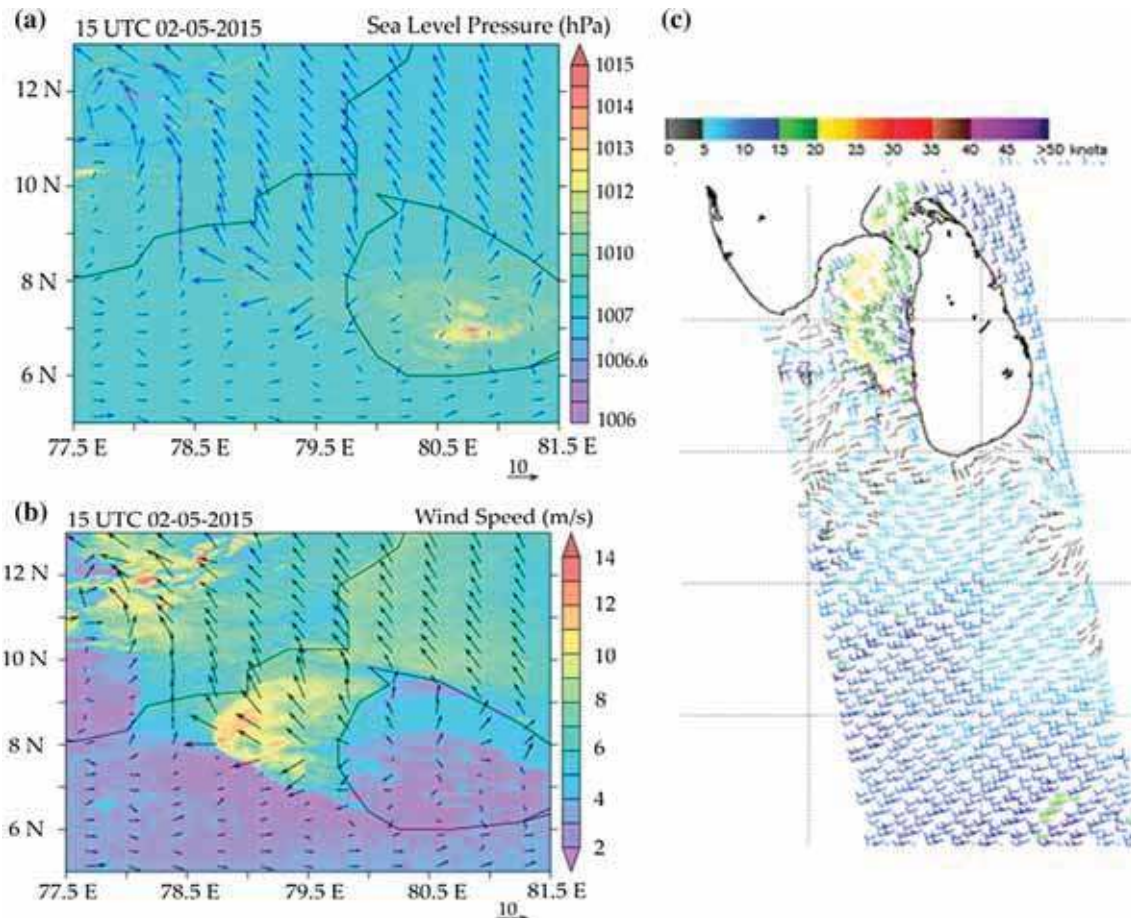 (a)
15 UTC 02-05-2015 Sea Level Pressure (hPa)
12 N
10 N
8 N
6 N
77.5 E 78.5 E 79.5 E 80.5 E 81.5 E
10
1015
1014
1013
1012
1010
1007
1006.6
1006
(b)
15 UTC 02-05-2015 Wind Speed (m/s)
12 N
10 N
8 N
6 N
77.5 E 78.5 E 79.5 E 80.5 E 81.5 E
10
14
12
10
8
6
4
2
(c)
0 5 10 15 20 25 30 35 40 45 >50 knots